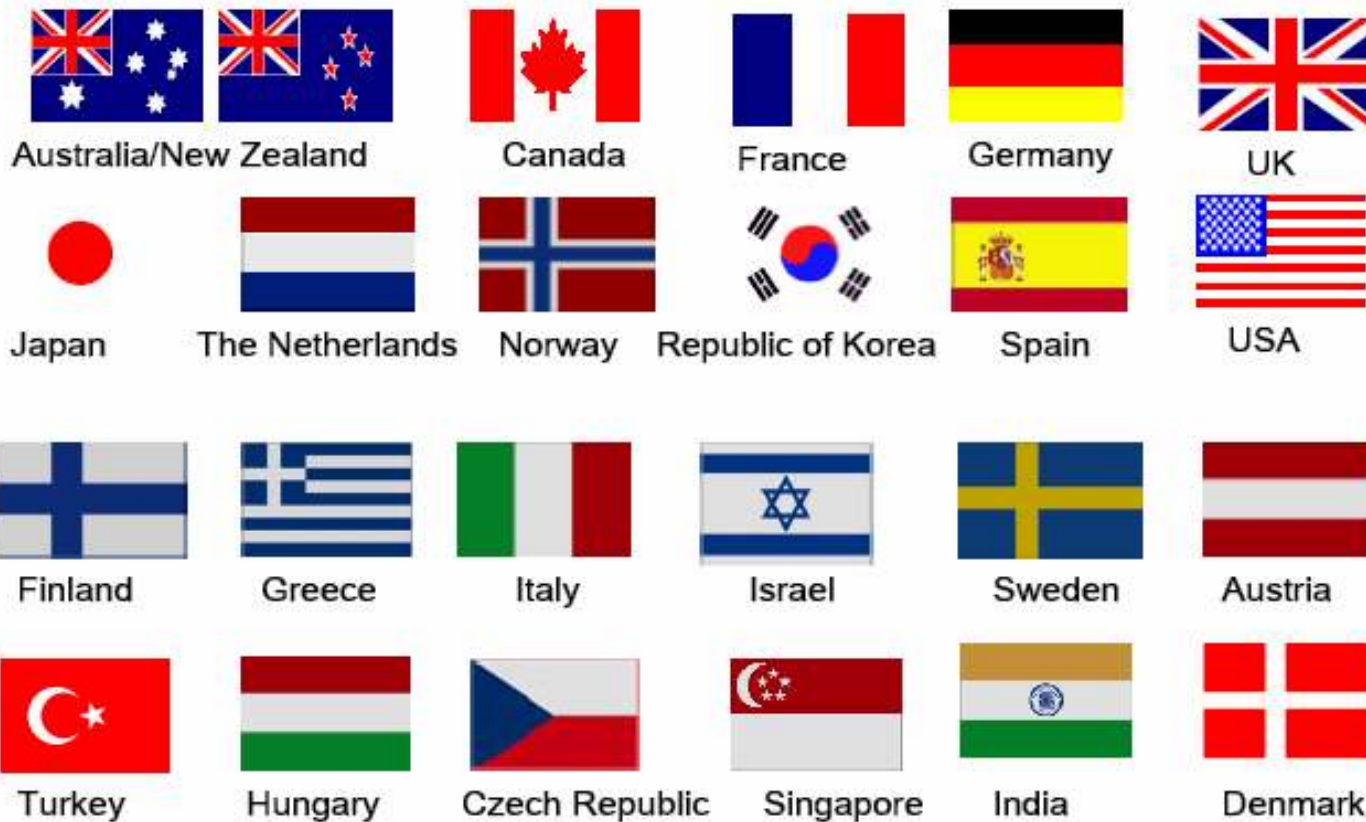 Australia/New Zealand Canada France Germany UK
Japan The Netherlands Norway Republic of Korea Spain USA
Finland Greece Italy Israel Sweden Austria
Turkey Hungary Czech Republic Singapore India Denmark